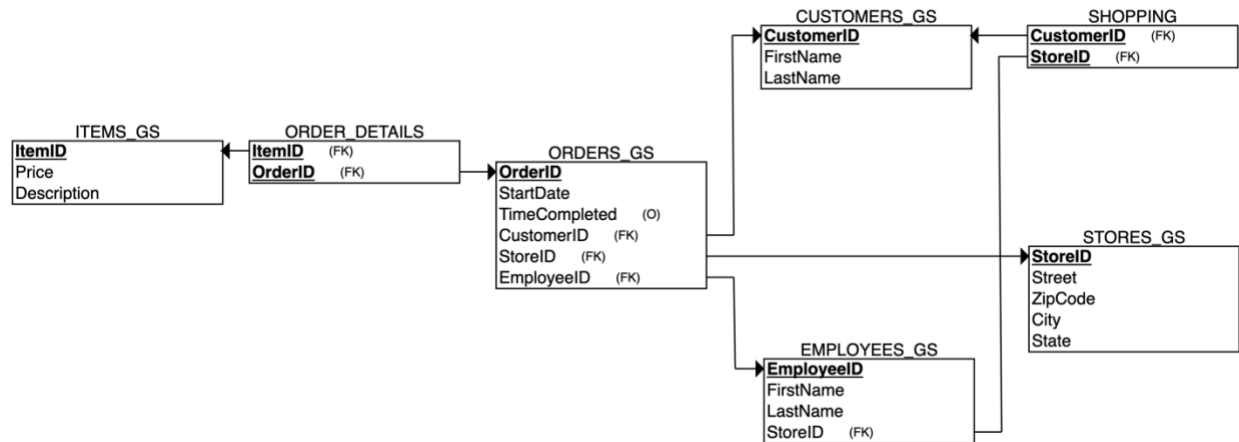 CUSTOMERS_GS
CustomerID
FirstName
LastName
SHOPPING
CustomerID (FK)
StoreID (FK)
ITEMS_GS
ItemID
Price
Description
ORDER_DETAILS
ItemID (FK)
OrderID (FK)
ORDERS_GS
OrderID
StartDate
TimeCompleted (O)
CustomerID (FK)
StoreID (FK)
EmployeeID (FK)
STORES_GS
StoreID
Street
ZipCode
City
State
EMPLOYEES_GS
EmployeeID
FirstName
LastName
StoreID (FK)